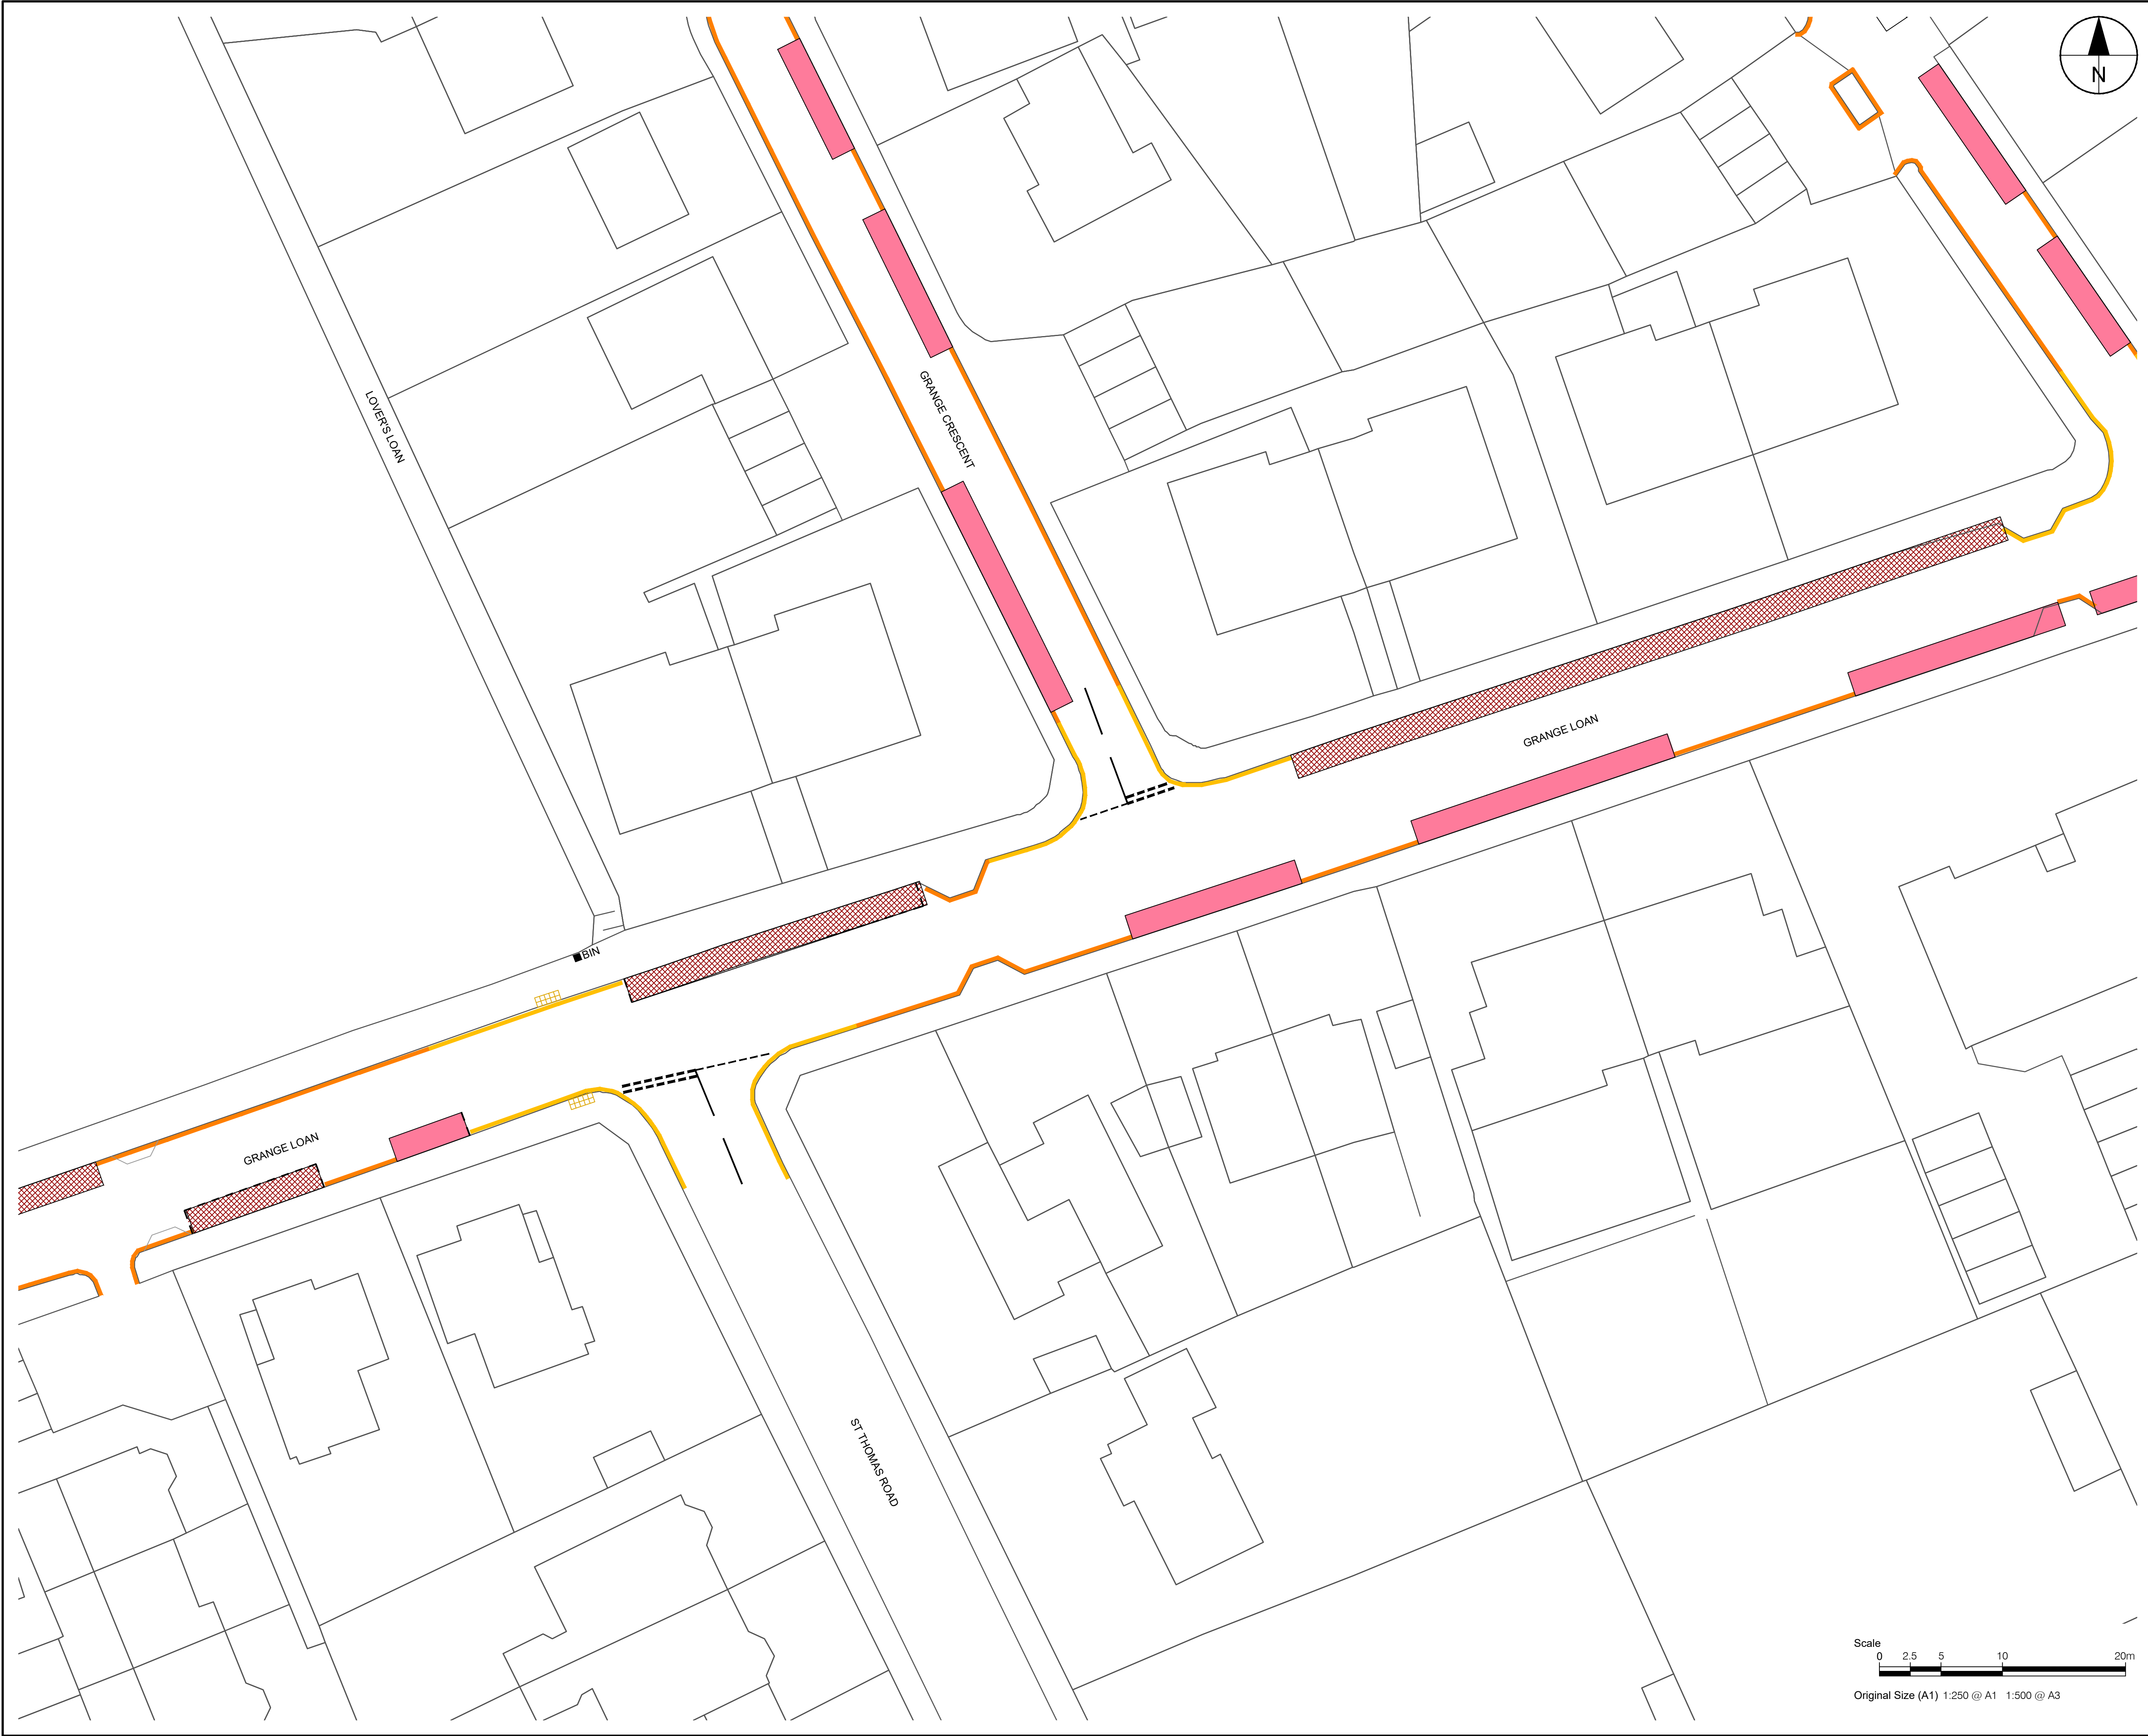 N
LOVER'S LOAN
GRANGE CRESCENT
GRANGE LOAN
BIN
GRANGE LOAN
ST THOMAS ROAD
Scale
0 2.5 5 10 20m
Original Size (A1) 1:250 @ A1 1:500 @ A3